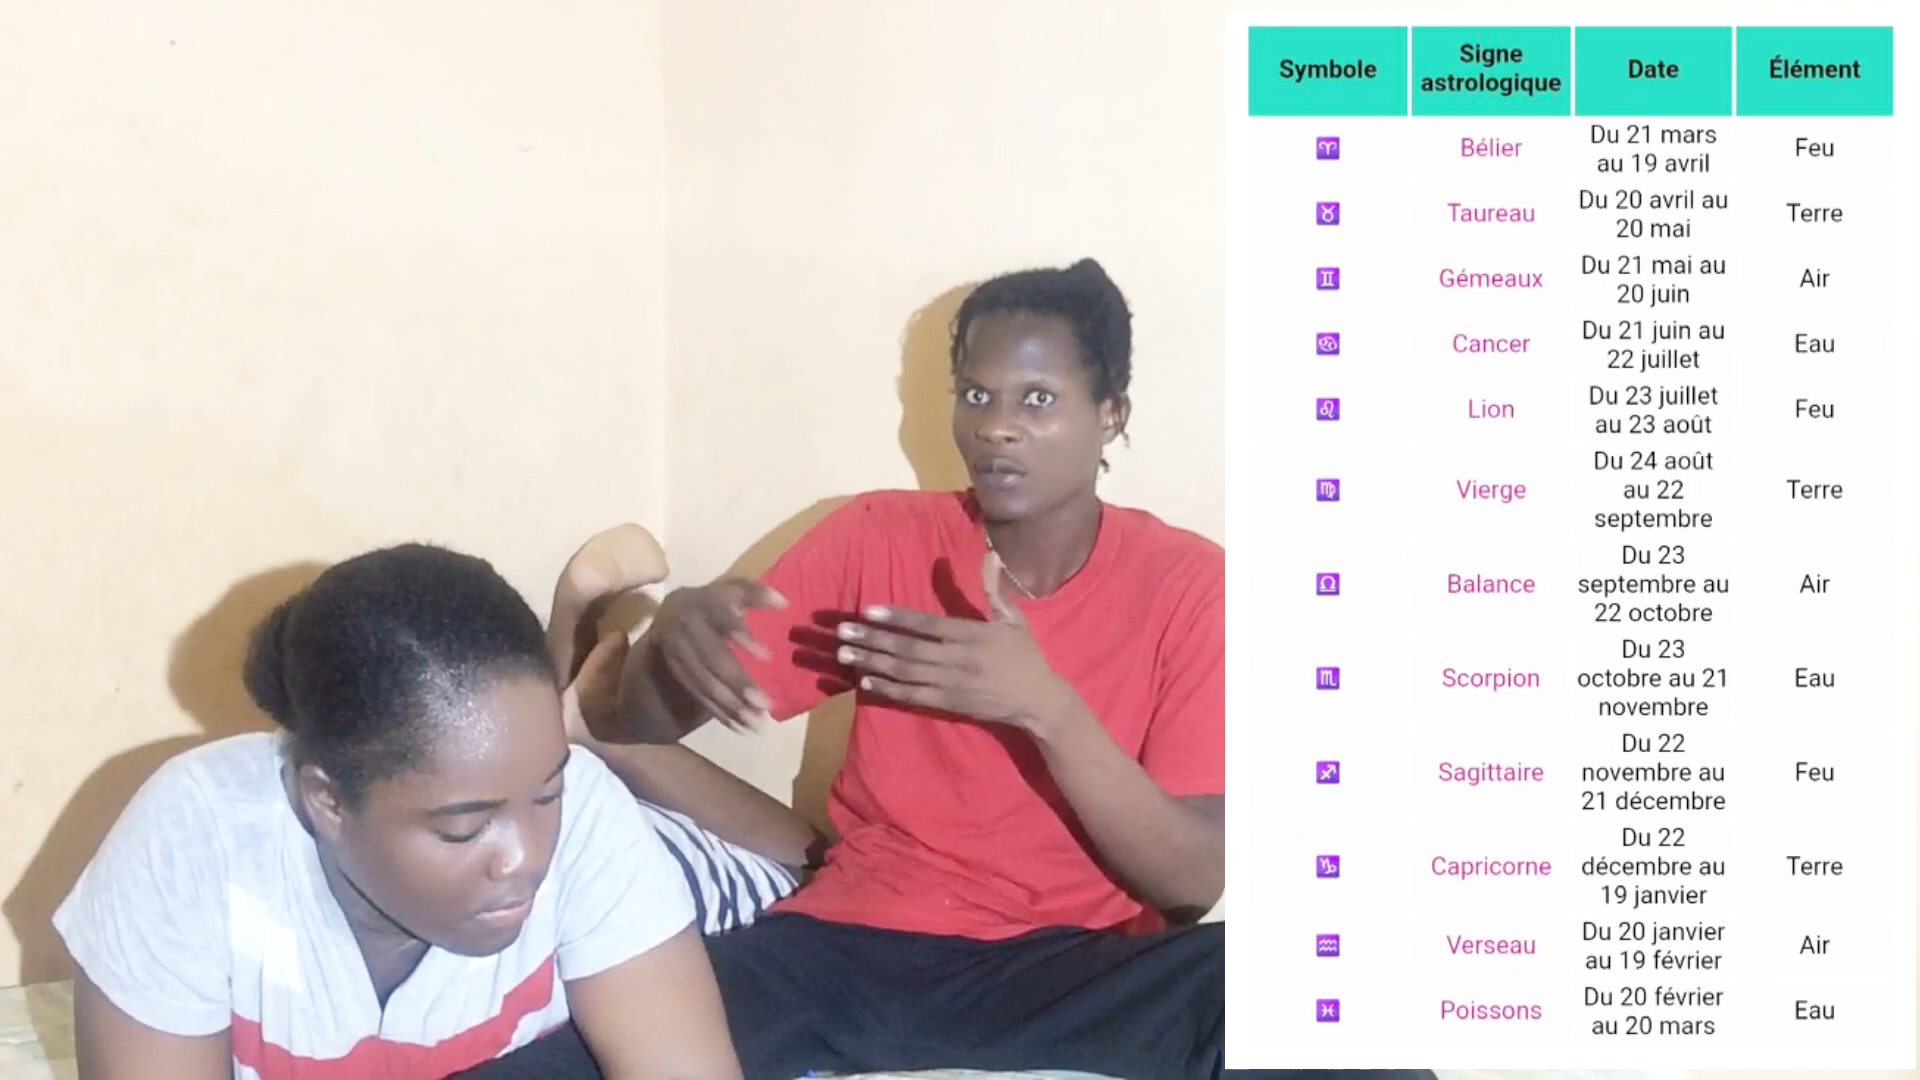 Symbole
Signe
astrologique
Date
Élément
♈ Bélier
Du 21 mars
au 19 avril
Feu
♉ Taureau
Du 20 avril au
20 mai
Terre
♊ Gémeaux
Du 21 mai au
20 juin
Air
♋ Cancer
Du 21 juin au
22 juillet
Eau
♌ Lion
Du 23 juillet
au 23 août
Feu
♍ Vierge
Du 24 août
au 22
septembre
Terre
♎ Balance
Du 23
septembre au
22 octobre
Air
♏ Scorpion
Du 23
octobre au 21
novembre
Eau
♐ Sagittaire
Du 22
novembre au
21 décembre
Feu
♑ Capricorne
Du 22
décembre au
19 janvier
Terre
♒ Verseau
Du 20 janvier
au 19 février
Air
♓ Poissons
Du 20 février
au 20 mars
Eau